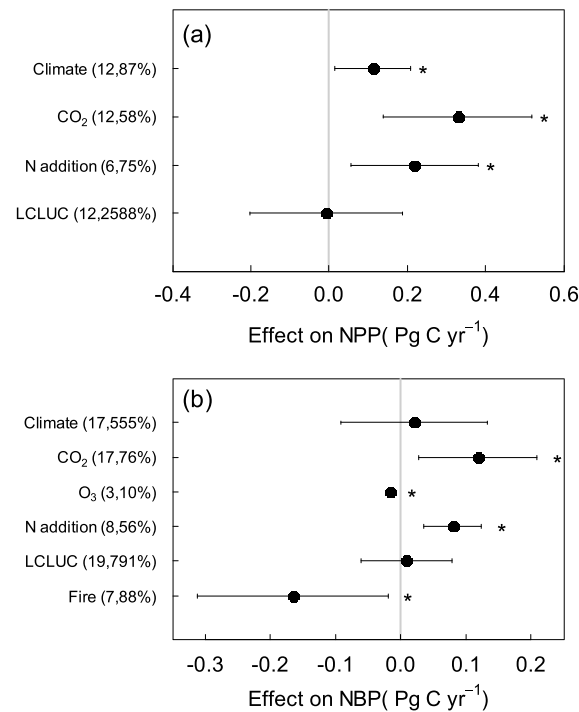 (a)
Climate (12,87%)
*
CO₂ (12,58%)
*
N addition (6,75%)
*
LCLUC (12,2588%)
-0.4 -0.2 0.0 0.2 0.4 0.6
Effect on NPP( Pg C yr⁻¹)
(b)
Climate (17,555%)
CO₂ (17,76%)
*
O₃ (3,10%)
*
N addition (8,56%)
*
LCLUC (19,791%)
Fire (7,88%)
*
-0.3 -0.2 -0.1 0.0 0.1 0.2
Effect on NBP( Pg C yr⁻¹)